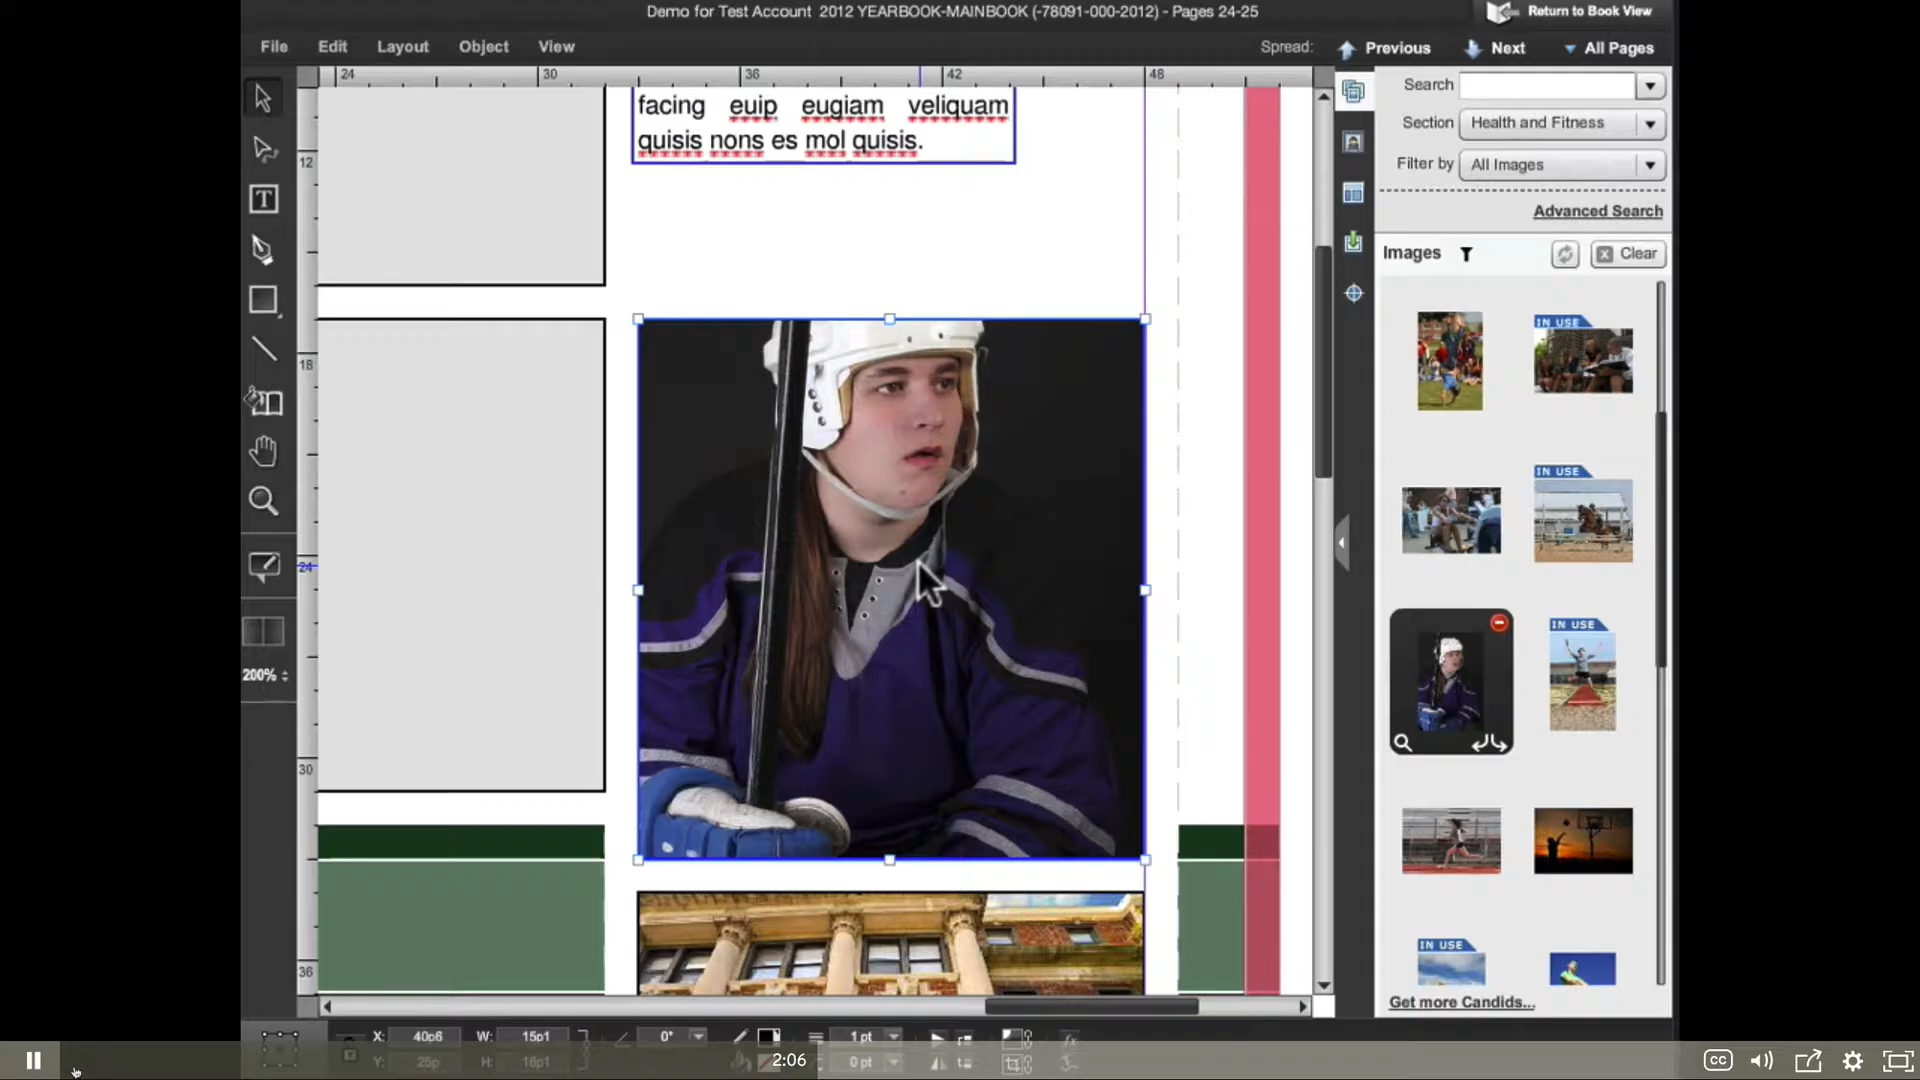 Demo for Test Account 2012 YEARBOOK-MAINBOOK (-78091-000-2012) - Pages 24-25
Return to Book View
File Edit Layout Object View
Spread: Previous Next All Pages
24 30 36 42 48
12
18
24
30
36
facing euip eugiam veliquam
quisis nons es mol quisis.
T
200%
Search
Section Health and Fitness
Filter by All Images
Advanced Search
Images Clear
IN USE
IN USE
IN USE
IN USE
Get more Candids...
X: 40p6 W: 15p1 0° 1 pt
Y: 25p H: 16p1 0 pt
2:06
CC